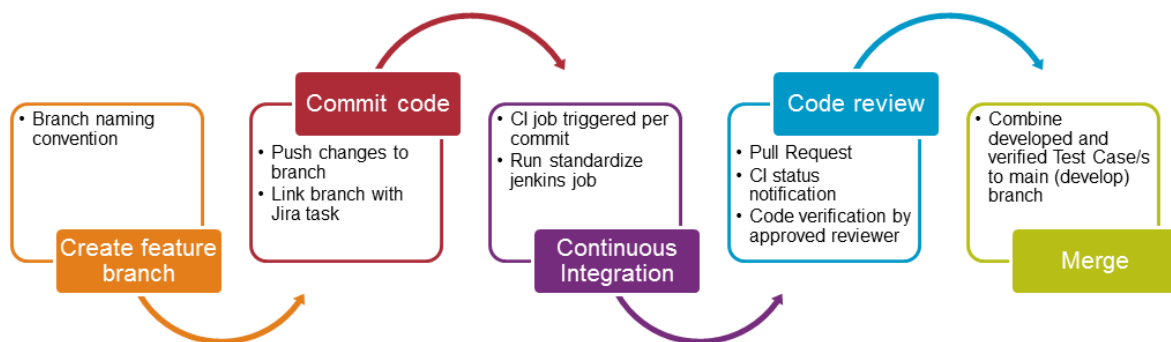 • Branch naming
convention
Create feature
branch
Commit code
• Push changes to
branch
• Link branch with
Jira task
• CI job triggered per
commit
• Run standardize
jenkins job
Continuous
Integration
Code review
• Pull Request
• CI status
notification
• Code verification by
approved reviewer
• Combine
developed and
verified Test Case/s
to main (develop)
branch
Merge